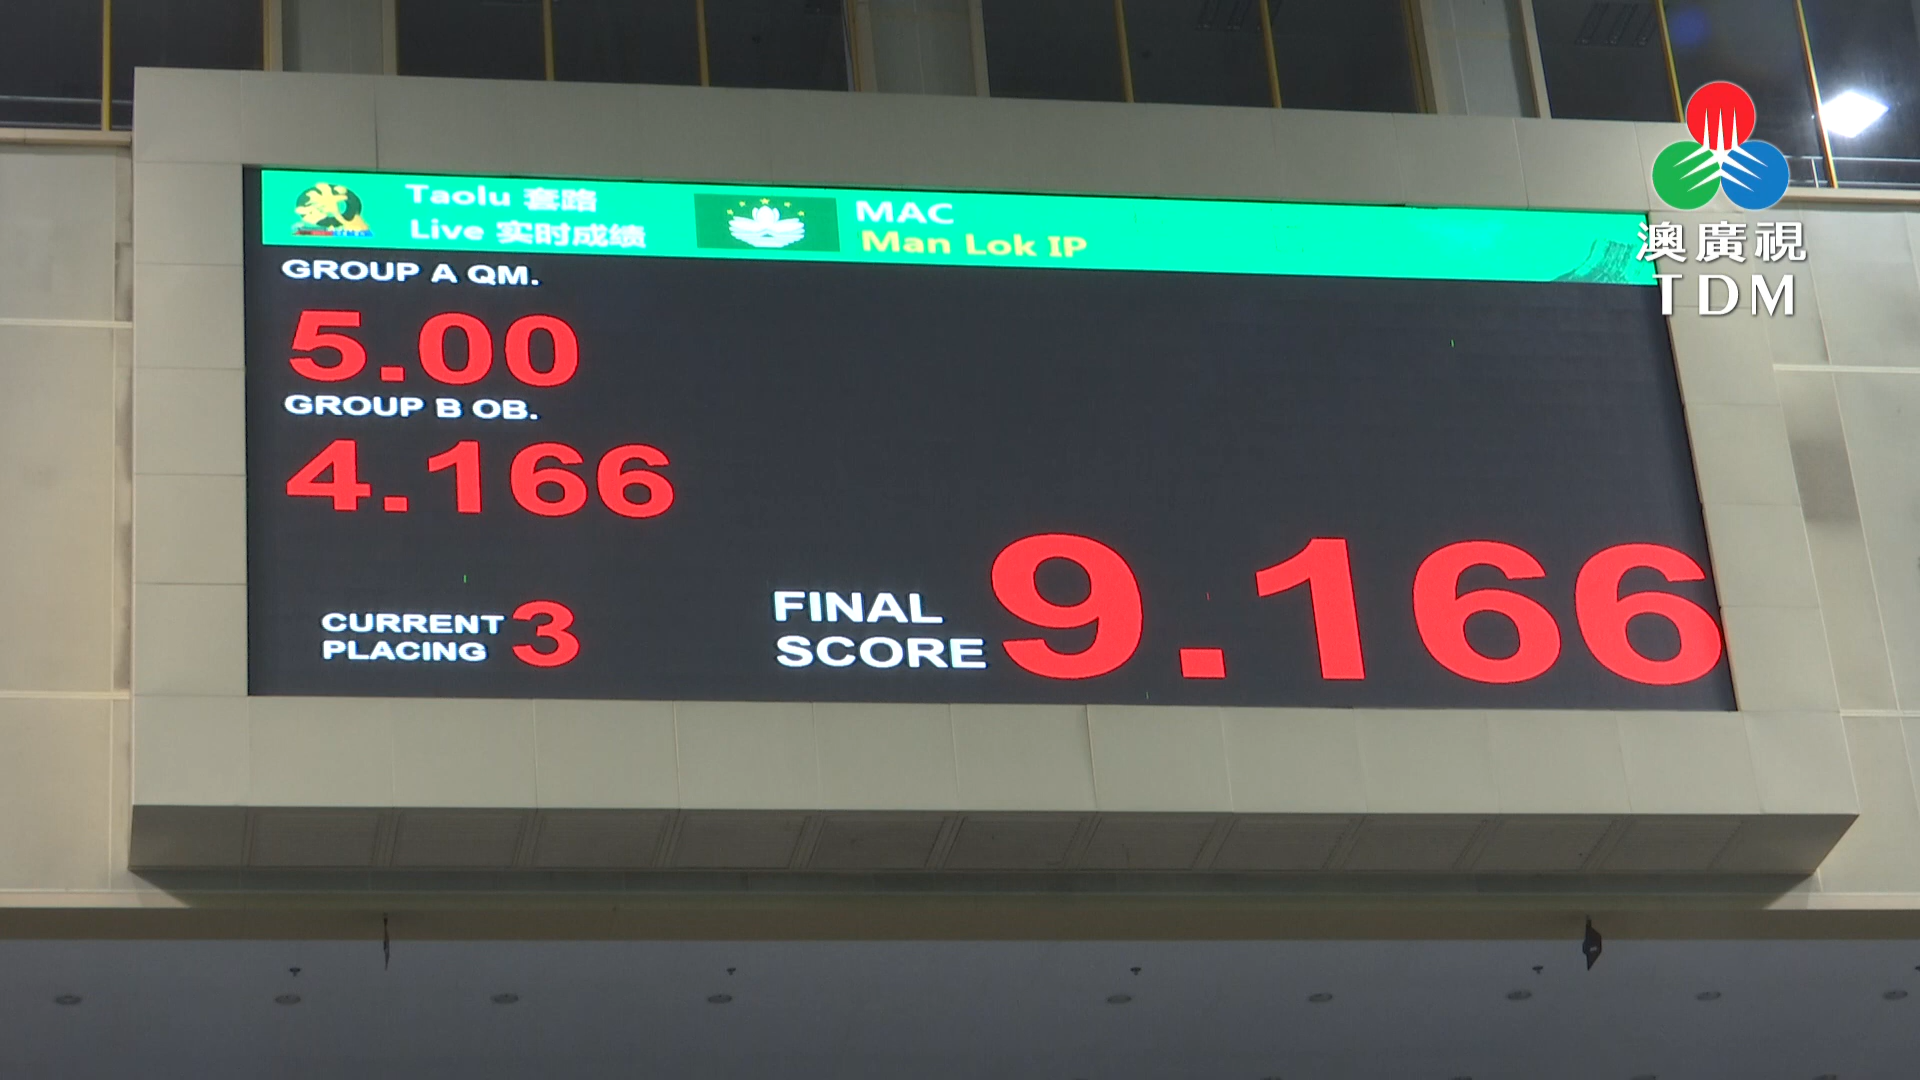 Taolu 套路
Live 实时成绩
MAC
Man Lok IP
GROUP A QM.
5.00
GROUP B OB.
4.166
CURRENT
PLACING 3
FINAL
SCORE 9.166
澳廣視
TDM